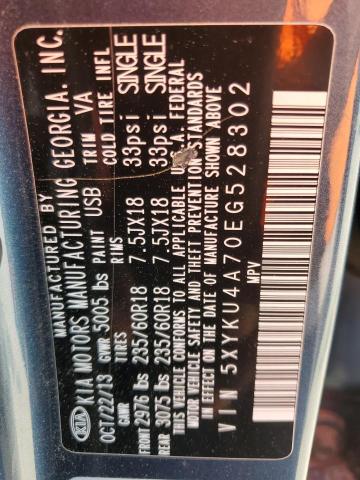 MANUFACTURED BY
KIA KIA MOTORS MANUFACTURING GEORGIA. INC.
OCT/22/13 GVWR 5005 lbs PAINT USB TRIM VA
GAWR TIRES RIMS COLD TIRE INFL
FRONT 2976 lbs 235/60R18 7.5JX18 33psi SINGLE
REAR 3075 lbs 235/60R18 7.5JX18 33psi SINGLE
THIS VEHICLE CONFORMS TO ALL APPLICABLE U.S.A FEDERAL
SAFETY AND THEFT PREVENTION STANDARDS
IN EFFECT ON THE DATE OF MANUFACTURE SHOWN ABOVE
VIN 5XYKU4A70EG528302
MPV